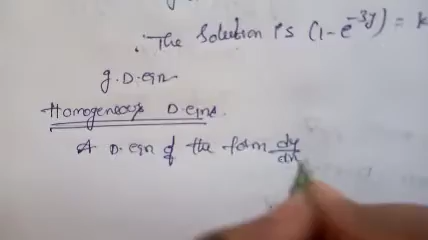 ∴ The Solution is (1-e^-3y) = k
g.D.eqn
Homogeneous D.eqns.
A D.eqn of the form dy/dx